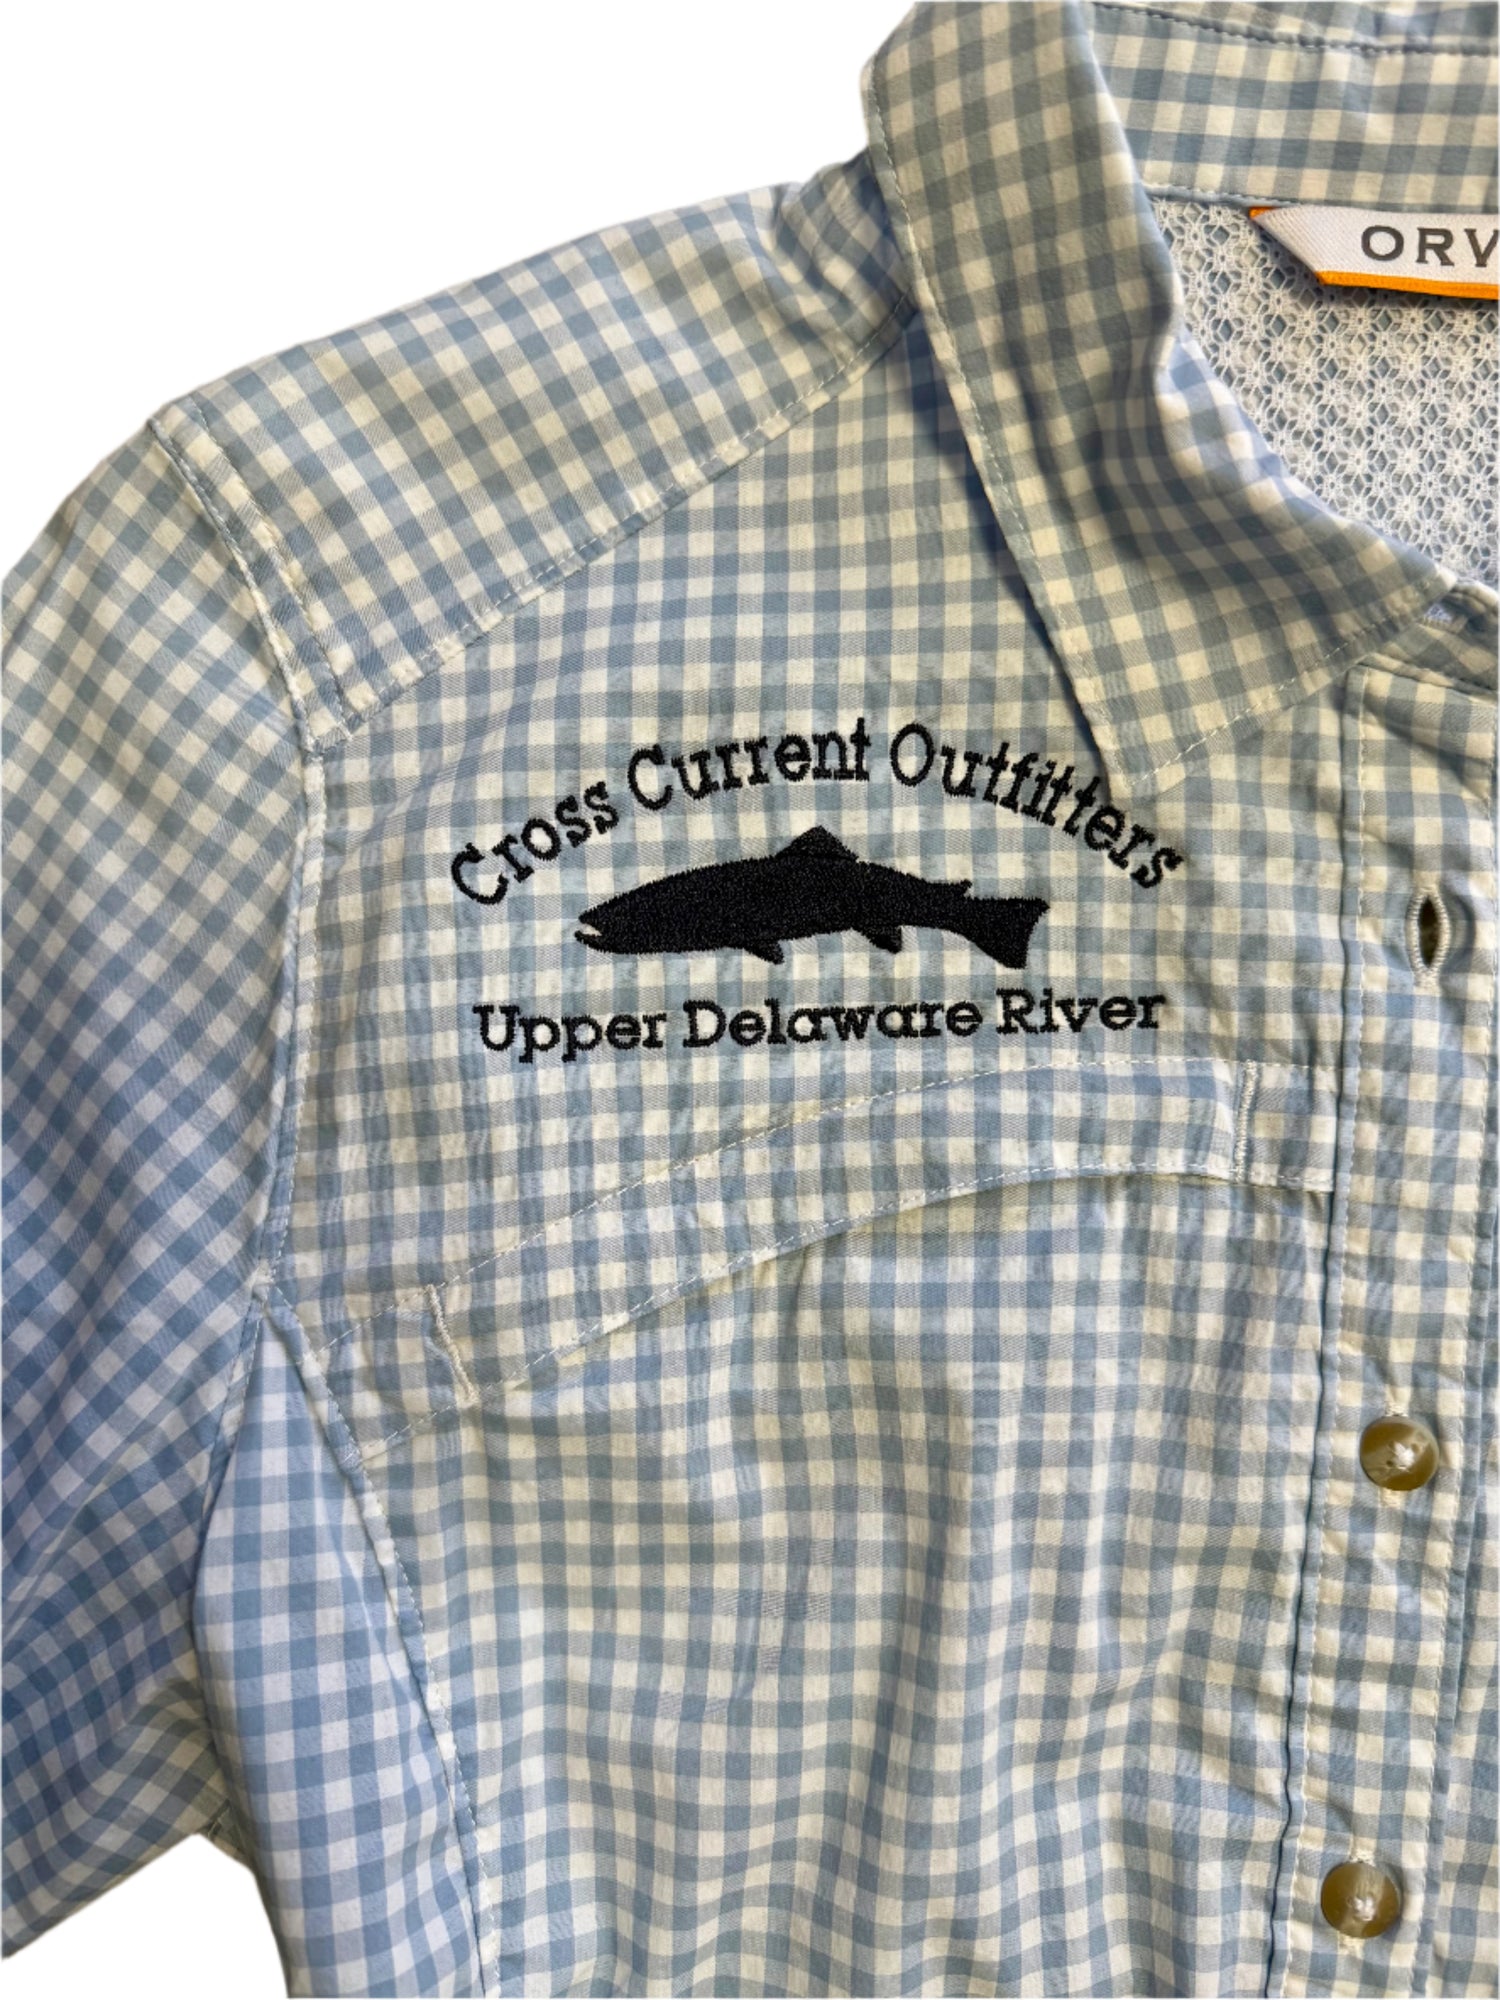 ORV
Cross Current Outfitters
Upper Delaware River